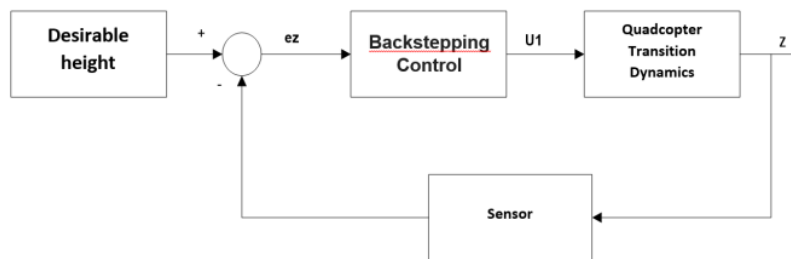 Desirable
height
+
-
ez
Backstepping
Control
U1
Quadcopter
Transition
Dynamics
Z
Sensor